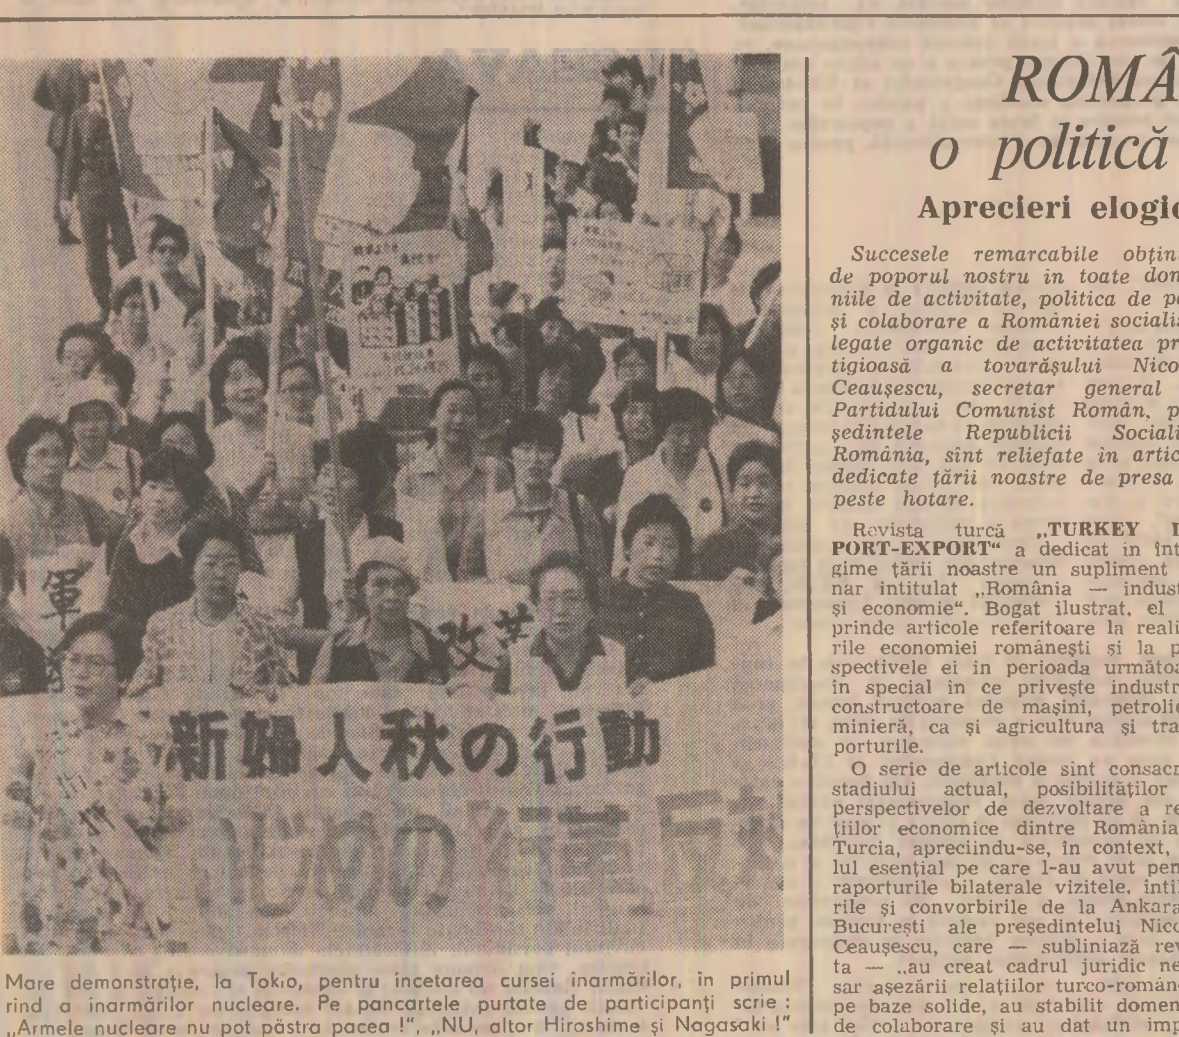 軍
改革
新婦人秋の行動
Mare demonstrație, la Tokio, pentru încetarea cursei înarmărilor, în primul
rînd a înarmărilor nucleare. Pe pancartele purtate de participanți scrie :
„Armele nucleare nu pot păstra pacea !", „NU, altor Hiroshime și Nagasaki !"
ROMÂ
o politică
Aprecieri elogio
Succesele remarcabile obțin
de poporul nostru în toate dom
niile de activitate, politica de p
și colaborare a României socialis
legate organic de activitatea pr
tigioasă a tovarășului Nico
Ceaușescu, secretar general
Partidului Comunist Român, p
ședintele Republicii Sociali
România, sînt reliefate în artic
dedicate țării noastre de presa
peste hotare.
Revista turcă „TURKEY I
PORT-EXPORT“ a dedicat în înt
gime țării noastre un supliment
nar intitulat „România — indust
și economie“. Bogat ilustrat, el
prinde articole referitoare la reali
rile economiei românești și la p
spectivele ei în perioada următoa
în special în ce privește industr
constructoare de mașini, petrolie
minieră, ca și agricultura și tra
porturile.
O serie de articole sînt consacr
stadiului actual, posibilităților
perspectivelor de dezvoltare a re
țiilor economice dintre România
Turcia, apreciindu-se, în context,
lul esențial pe care l-au avut pen
raporturile bilaterale vizitele, întîl
rile și convorbirile de la Ankara
București ale președintelui Nico
Ceaușescu, care — subliniază rev
ta — „au creat cadrul juridic ne
sar așezării relațiilor turco-român
pe baze solide, au stabilit domen
de colaborare și au dat un imp